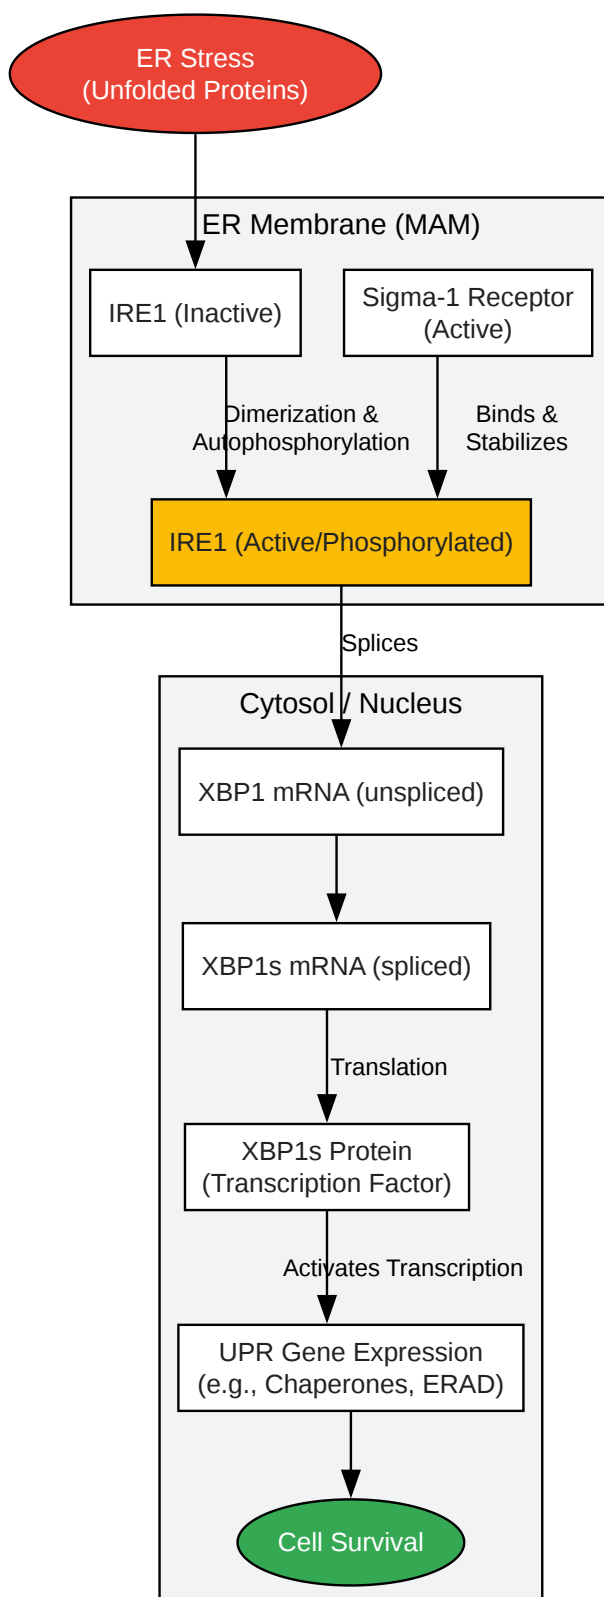 ER Stress
(Unfolded Proteins)
ER Membrane (MAM)
IRE1 (Inactive)
Sigma-1 Receptor
(Active)
Dimerization &
Autophosphorylation
Binds &
Stabilizes
IRE1 (Active/Phosphorylated)
Splices
Cytosol / Nucleus
XBP1 mRNA (unspliced)
XBP1s mRNA (spliced)
Translation
XBP1s Protein
(Transcription Factor)
Activates Transcription
UPR Gene Expression
(e.g., Chaperones, ERAD)
Cell Survival